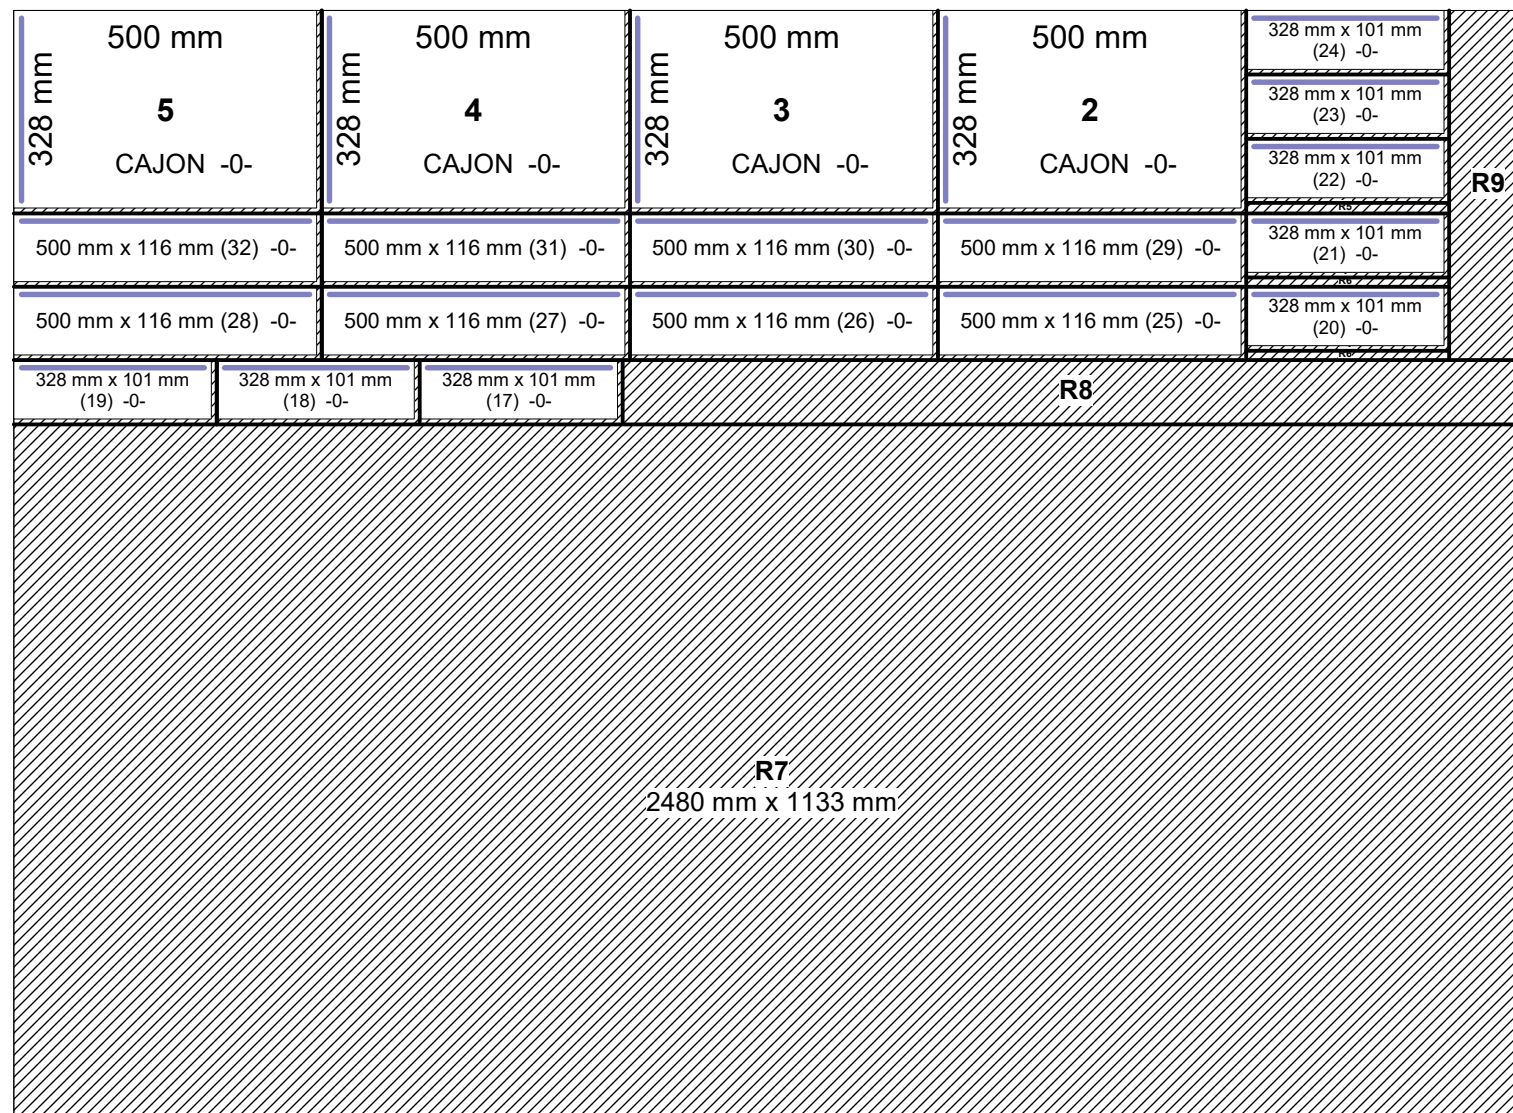 500 mm
328 mm
5
CAJON -0-
500 mm
328 mm
4
CAJON -0-
500 mm
328 mm
3
CAJON -0-
500 mm
328 mm
2
CAJON -0-
328 mm x 101 mm
(24) -0-
328 mm x 101 mm
(23) -0-
328 mm x 101 mm
(22) -0-
R5
R9
500 mm x 116 mm (32) -0-
500 mm x 116 mm (31) -0-
500 mm x 116 mm (30) -0-
500 mm x 116 mm (29) -0-
328 mm x 101 mm
(21) -0-
R6
500 mm x 116 mm (28) -0-
500 mm x 116 mm (27) -0-
500 mm x 116 mm (26) -0-
500 mm x 116 mm (25) -0-
328 mm x 101 mm
(20) -0-
328 mm x 101 mm
(19) -0-
328 mm x 101 mm
(18) -0-
328 mm x 101 mm
(17) -0-
R8
R7
2480 mm x 1133 mm